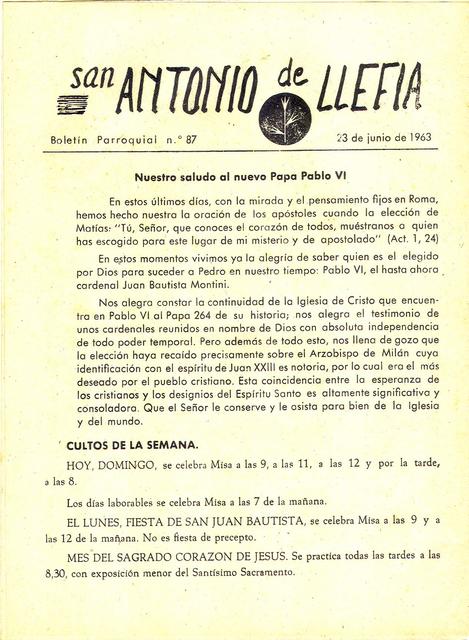 san ANTONIO de LLEFIA
Boletín Parroquial n.° 87 23 de junio de 1963
Nuestro saludo al nuevo Papa Pablo VI
En estos últimos días, con la mirada y el pensamiento fijos en Roma,
hemos hecho nuestra la oración de los apóstoles cuando la elección de
Matías: "Tú, Señor, que conoces el corazón de todos, muéstranos a quien
has escogido para este lugar de mi misterio y de apostolado" (Act. 1, 24)
En estos momentos vivimos ya la alegría de saber quien es el elegido
por Dios para suceder a Pedro en nuestro tiempo: Pablo VI, el hasta ahora
cardenal Juan Bautista Montini.
Nos alegra constar la continuidad de la Iglesia de Cristo que encuen-
tra en Pablo VI al Papa 264 de su historia; nos alegra el testimonio de
unos cardenales reunidos en nombre de Dios con absoluta independencia
de todo poder temporal. Pero además de todo esto, nos llena de gozo que
la elección haya recaído precisamente sobre el Arzobispo de Milán cuya
identificación con el espíritu de Juan XXIII es notoria, por lo cual era el más
deseado por el pueblo cristiano. Esta coincidencia entre la esperanza de
los cristianos y los designios del Espíritu Santo es altamente significativa y
consoladora. Que el Señor le conserve y le asista para bien de la Iglesia
y del mundo.
CULTOS DE LA SEMANA.
HOY, DOMINGO, se celebra Misa a las 9, a las 11, a las 12 y por la tarde,
a las 8.
Los días laborables se celebra Misa a las 7 de la mañana.
EL LUNES, FIESTA DE SAN JUAN BAUTISTA, se celebra Misa a las 9 y a
las 12 de la mañana. No es fiesta de precepto.
MES DEL SAGRADO CORAZON DE JESUS. Se practica todas las tardes a las
8,30, con exposición menor del Santísimo Sacramento.